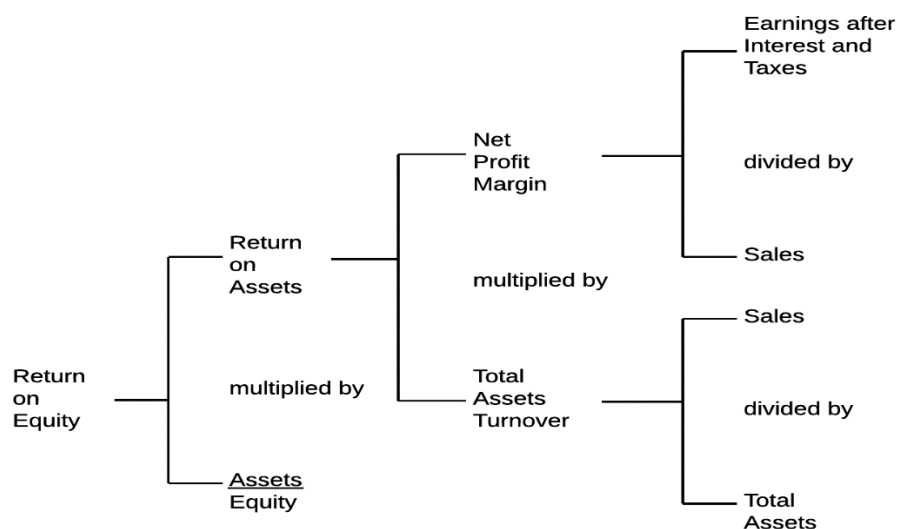 Earnings after
Interest and
Taxes
Net
Profit
Margin
divided by
Return
on
Assets
Sales
multiplied by
Sales
Return
on
Equity
multiplied by
Total
Assets
Turnover
divided by
Assets
Equity
Total
Assets